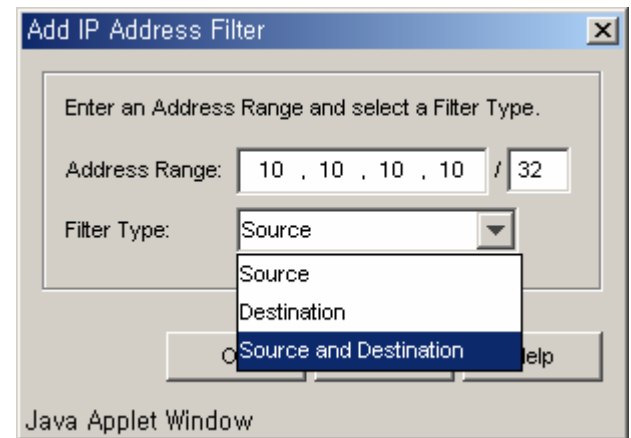 Add IP Address Filter
Enter an Address Range and select a Filter Type.
Address Range: 10 . 10 . 10 . 10 / 32
Filter Type: Source
Source
Destination
Source and Destination
Java Applet Window